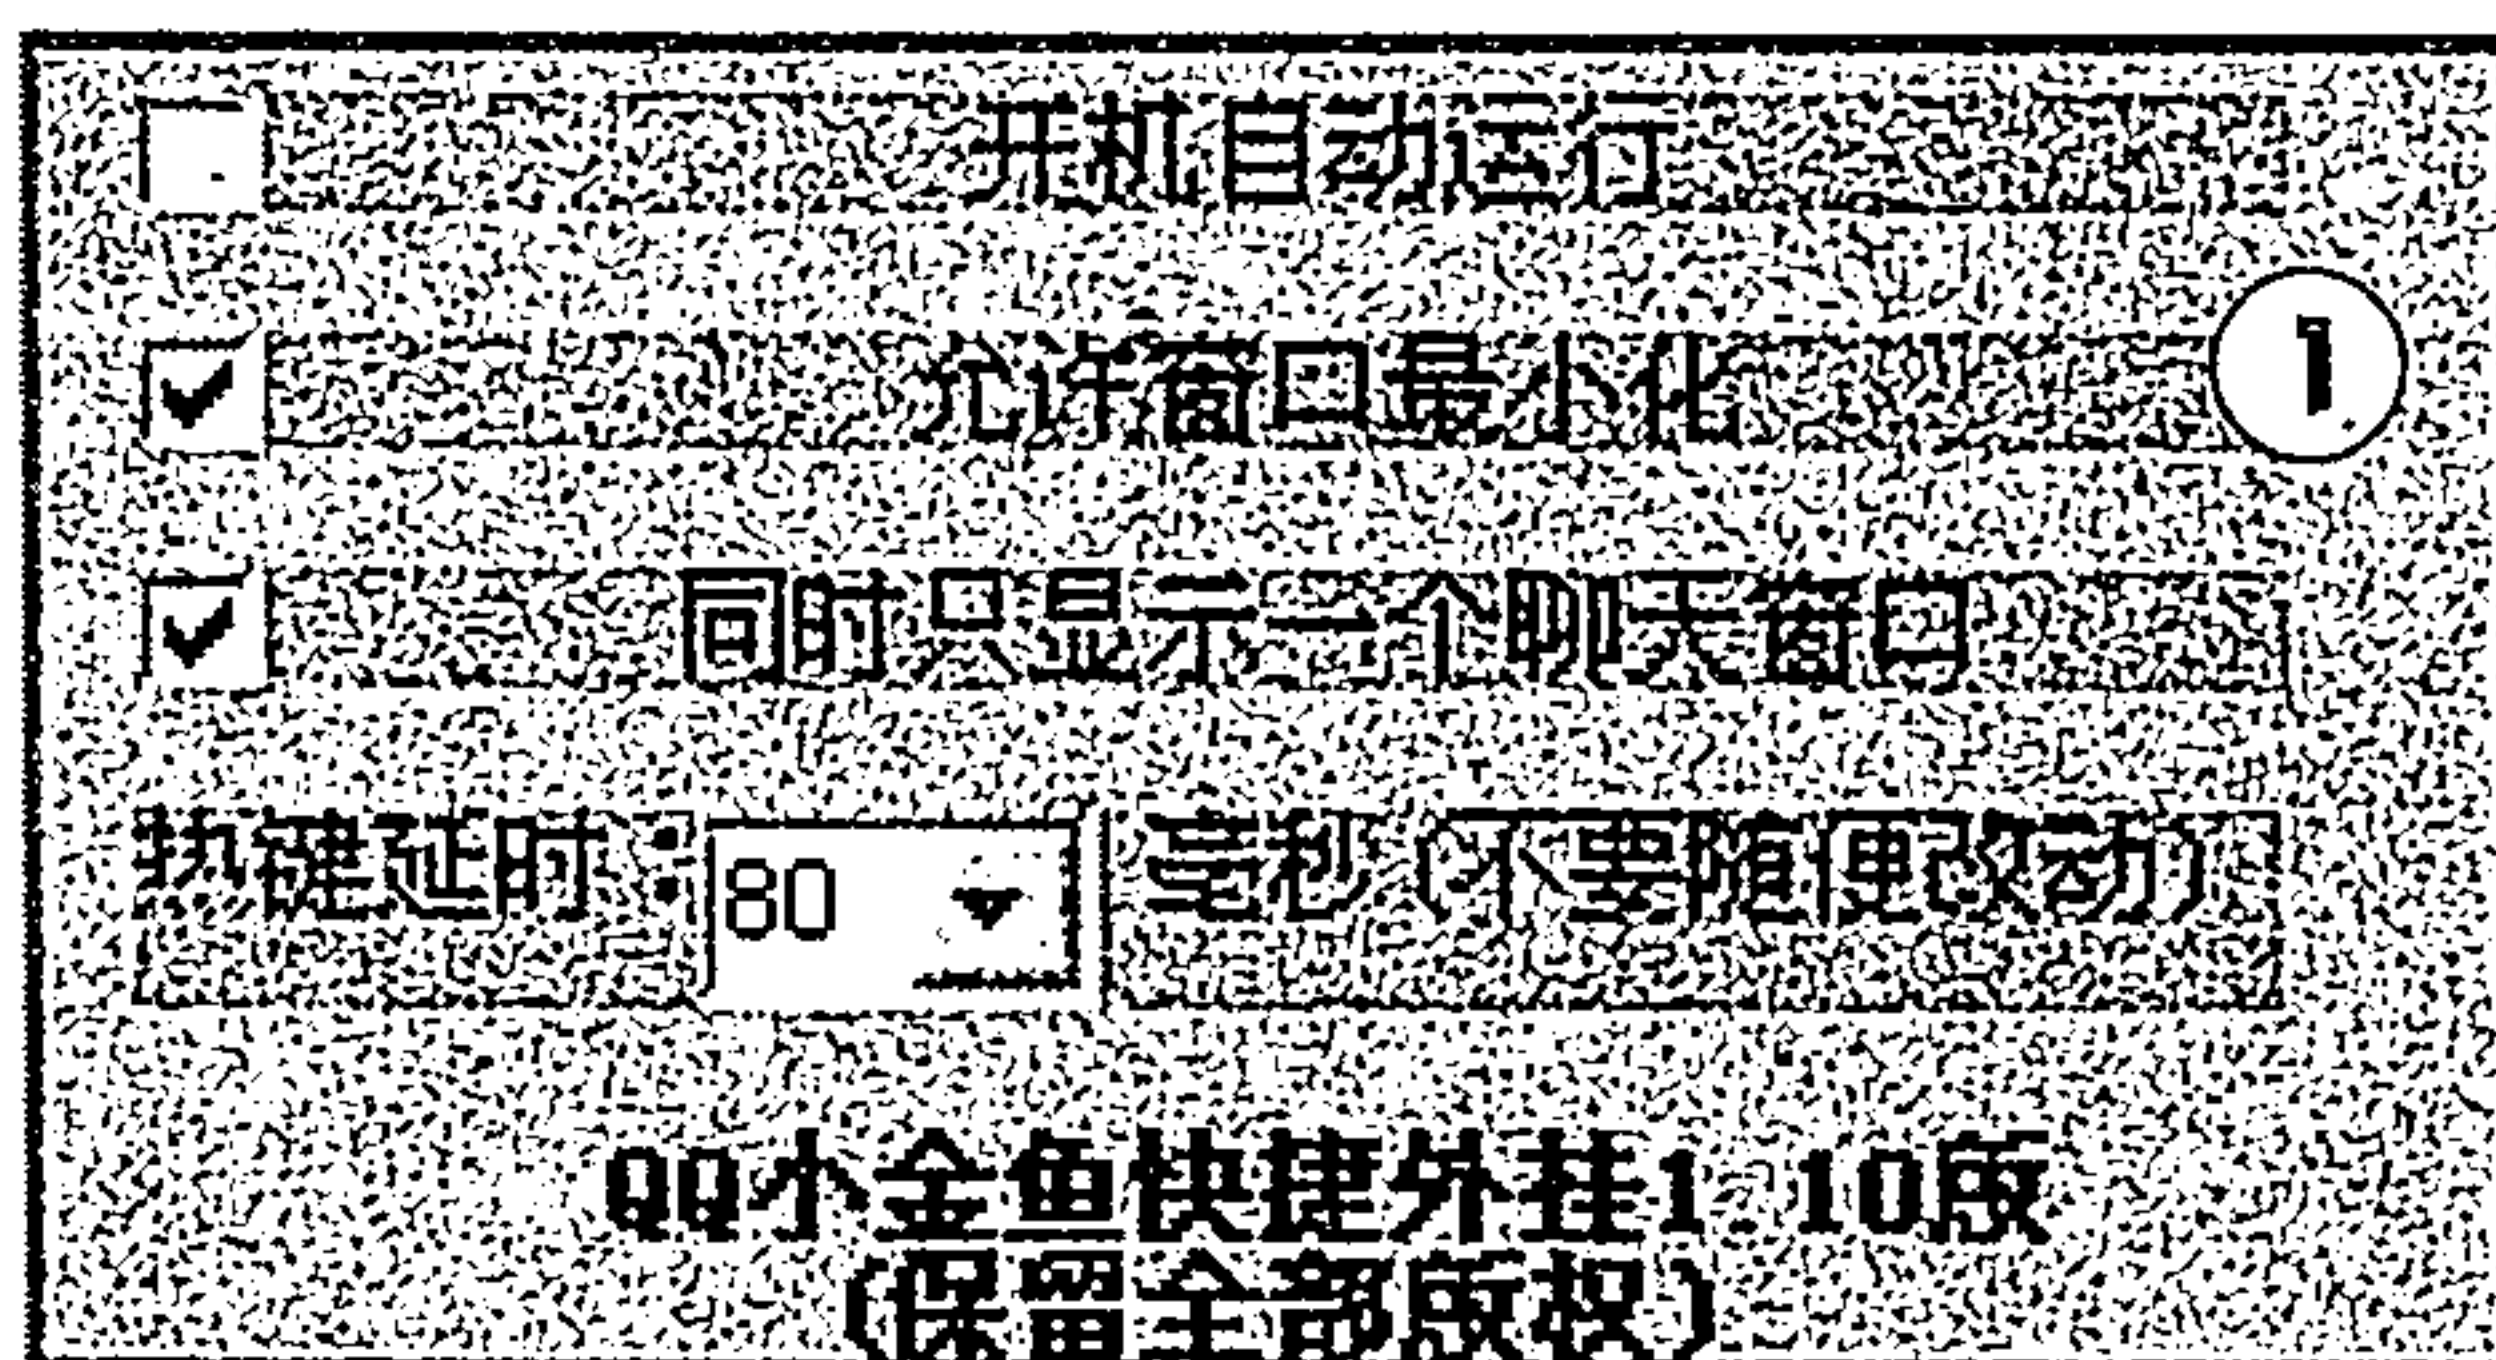 开机自动运行
允许窗口最小化
1
同时只显示一个聊天窗口
执键延时：80 毫秒(不要随便改动)
QQ小金鱼快捷外挂1.10版
(保留全部版权)